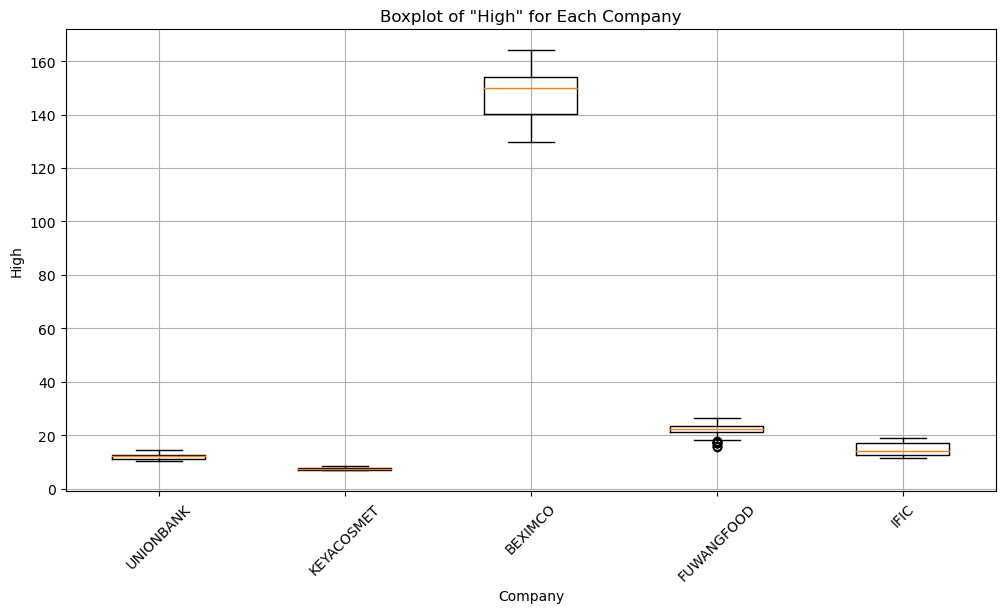 Boxplot of "High" for Each Company
High
160
140
120
100
80
60
40
20
0
UNIONBANK
KEYACOSMET
BEXIMCO
FUWANGFOOD
IFIC
Company